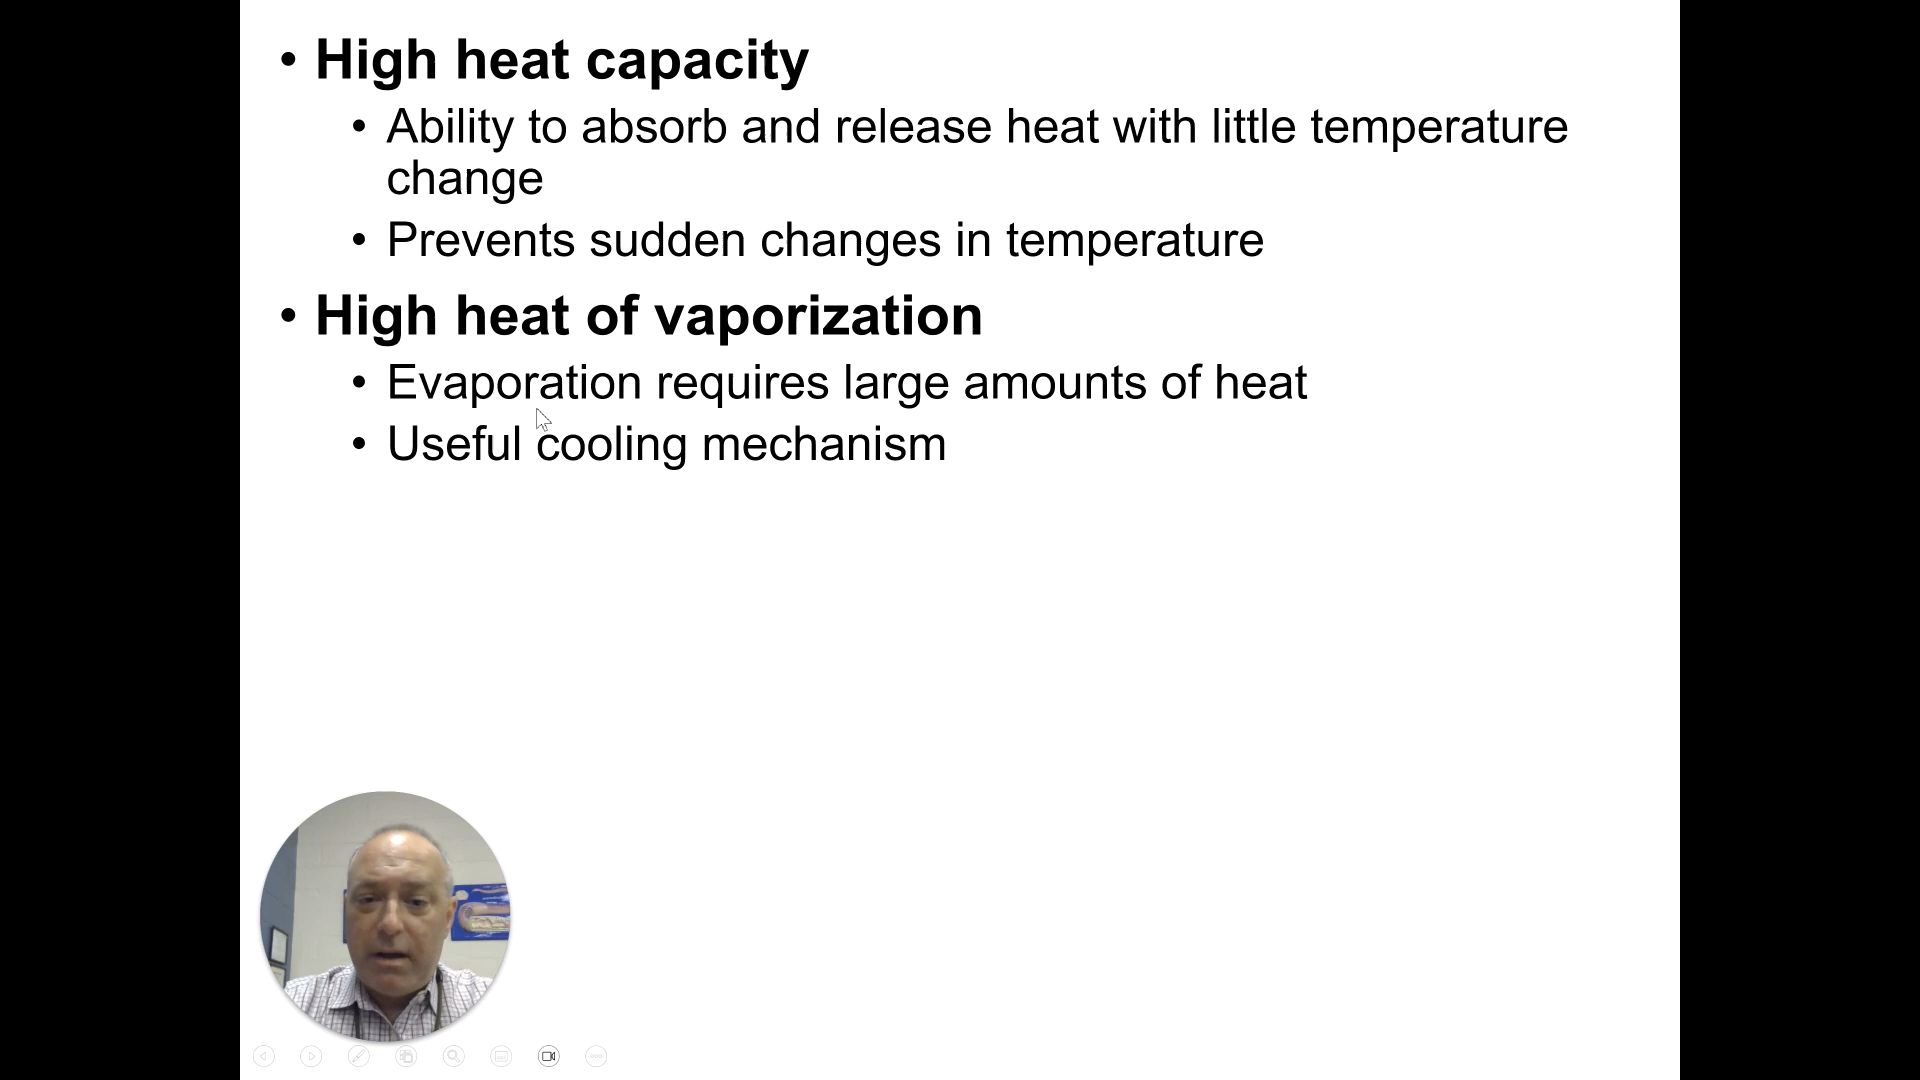 • High heat capacity
• Ability to absorb and release heat with little temperature
change
• Prevents sudden changes in temperature
• High heat of vaporization
• Evaporation requires large amounts of heat
• Useful cooling mechanism